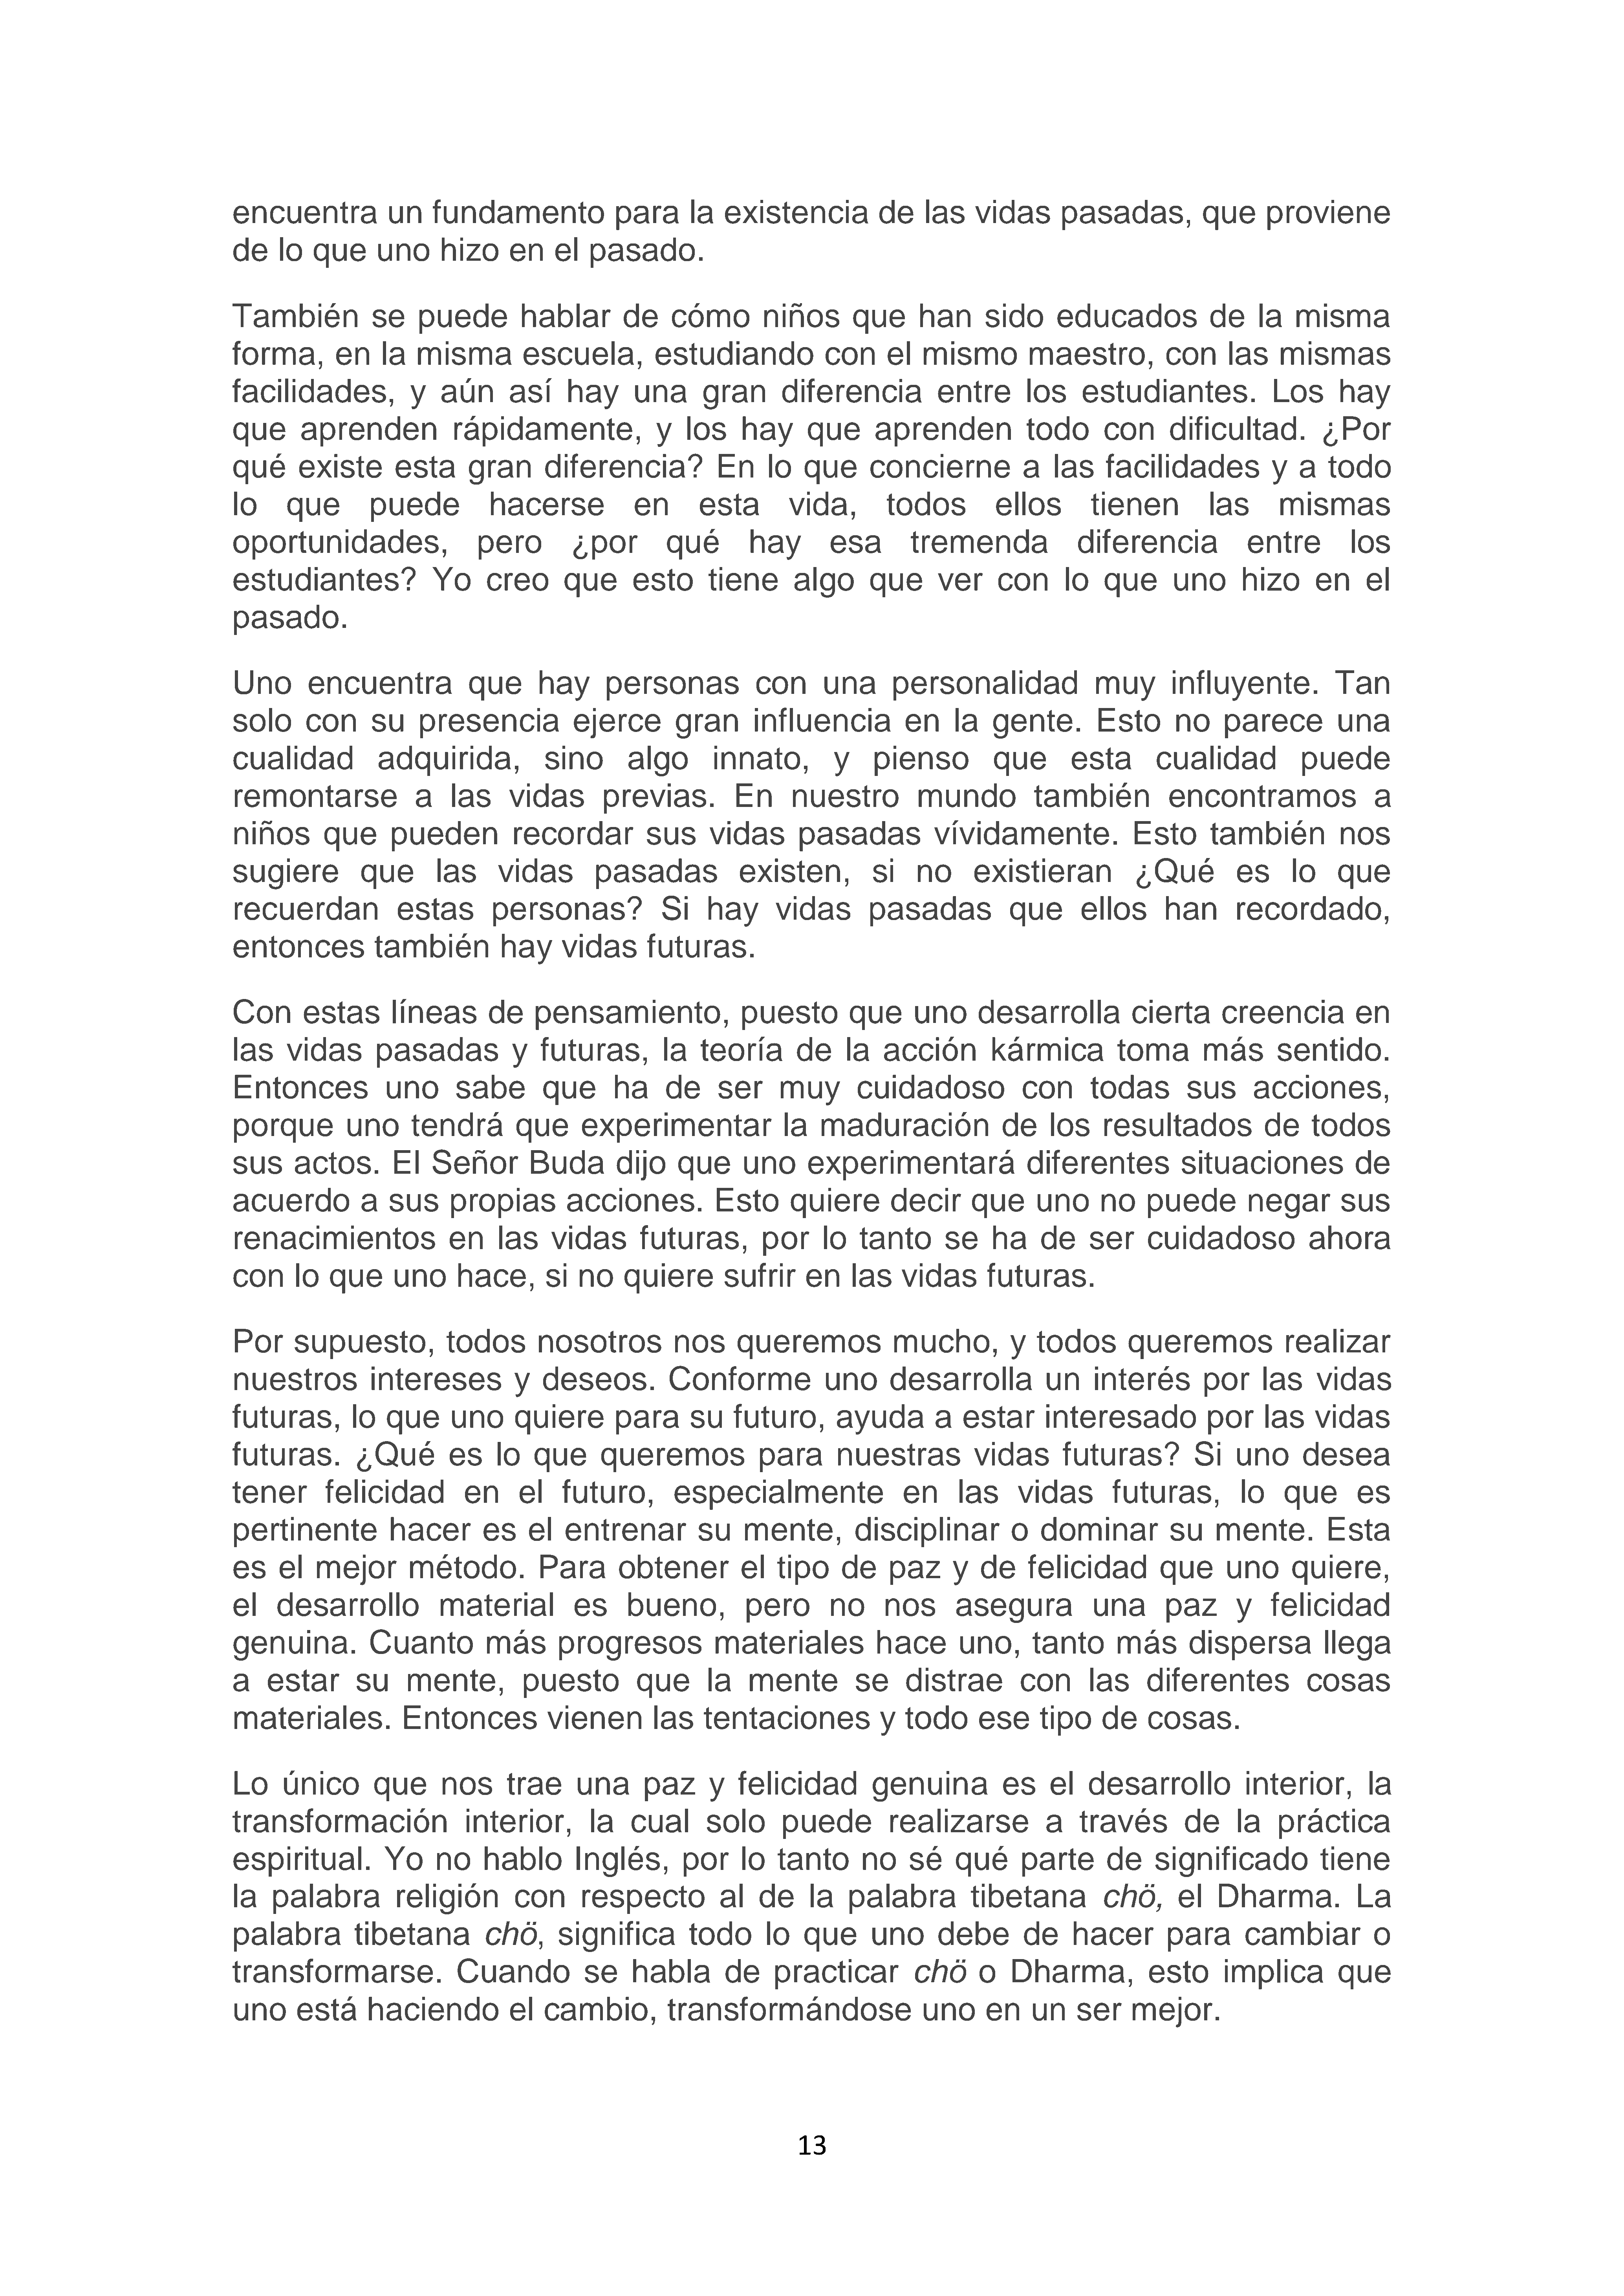 encuentra un fundamento para la existencia de las vidas pasadas, que proviene
de lo que uno hizo en el pasado.
También se puede hablar de cómo niños que han sido educados de la misma
forma, en la misma escuela, estudiando con el mismo maestro, con las mismas
facilidades, y aún así hay una gran diferencia entre los estudiantes. Los hay
que aprenden rápidamente, y los hay que aprenden todo con dificultad. ¿Por
qué existe esta gran diferencia? En lo que concierne a las facilidades y a todo
lo que puede hacerse en esta vida, todos ellos tienen las mismas
oportunidades, pero ¿por qué hay esa tremenda diferencia entre los
estudiantes? Yo creo que esto tiene algo que ver con lo que uno hizo en el
pasado.
Uno encuentra que hay personas con una personalidad muy influyente. Tan
solo con su presencia ejerce gran influencia en la gente. Esto no parece una
cualidad adquirida, sino algo innato, y pienso que esta cualidad puede
remontarse a las vidas previas. En nuestro mundo también encontramos a
niños que pueden recordar sus vidas pasadas vívidamente. Esto también nos
sugiere que las vidas pasadas existen, si no existieran ¿Qué es lo que
recuerdan estas personas? Si hay vidas pasadas que ellos han recordado,
entonces también hay vidas futuras.
Con estas líneas de pensamiento, puesto que uno desarrolla cierta creencia en
las vidas pasadas y futuras, la teoría de la acción kármica toma más sentido.
Entonces uno sabe que ha de ser muy cuidadoso con todas sus acciones,
porque uno tendrá que experimentar la maduración de los resultados de todos
sus actos. El Señor Buda dijo que uno experimentará diferentes situaciones de
acuerdo a sus propias acciones. Esto quiere decir que uno no puede negar sus
renacimientos en las vidas futuras, por lo tanto se ha de ser cuidadoso ahora
con lo que uno hace, si no quiere sufrir en las vidas futuras.
Por supuesto, todos nosotros nos queremos mucho, y todos queremos realizar
nuestros intereses y deseos. Conforme uno desarrolla un interés por las vidas
futuras, lo que uno quiere para su futuro, ayuda a estar interesado por las vidas
futuras. ¿Qué es lo que queremos para nuestras vidas futuras? Si uno desea
tener felicidad en el futuro, especialmente en las vidas futuras, lo que es
pertinente hacer es el entrenar su mente, disciplinar o dominar su mente. Esta
es el mejor método. Para obtener el tipo de paz y de felicidad que uno quiere,
el desarrollo material es bueno, pero no nos asegura una paz y felicidad
genuina. Cuanto más progresos materiales hace uno, tanto más dispersa llega
a estar su mente, puesto que la mente se distrae con las diferentes cosas
materiales. Entonces vienen las tentaciones y todo ese tipo de cosas.
Lo único que nos trae una paz y felicidad genuina es el desarrollo interior, la
transformación interior, la cual solo puede realizarse a través de la práctica
espiritual. Yo no hablo Inglés, por lo tanto no sé qué parte de significado tiene
la palabra religión con respecto al de la palabra tibetana chö, el Dharma. La
palabra tibetana chö, significa todo lo que uno debe de hacer para cambiar o
transformarse. Cuando se habla de practicar chö o Dharma, esto implica que
uno está haciendo el cambio, transformándose uno en un ser mejor.
13